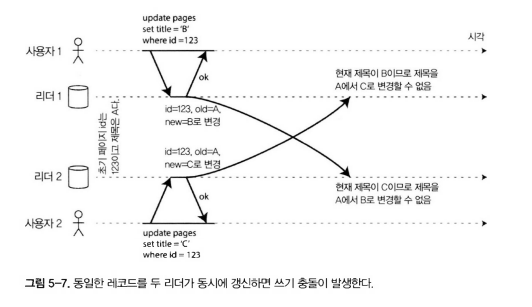 update pages
set title = 'B'
where id =123
시각
사용자 1
ok
현재 제목이 B이므로 제목을
A에서 C로 변경할 수 없음
리더 1
id=123, old=A,
new=B로 변경
초기 페이지 id는
123이고 제목은 A다.
id=123, old=A,
new=C로 변경
리더 2
ok
현재 제목이 C이므로 제목을
A에서 B로 변경할 수 없음
사용자 2
update pages
set title = 'C'
where id = 123
그림 5-7. 동일한 레코드를 두 리더가 동시에 갱신하면 쓰기 충돌이 발생한다.